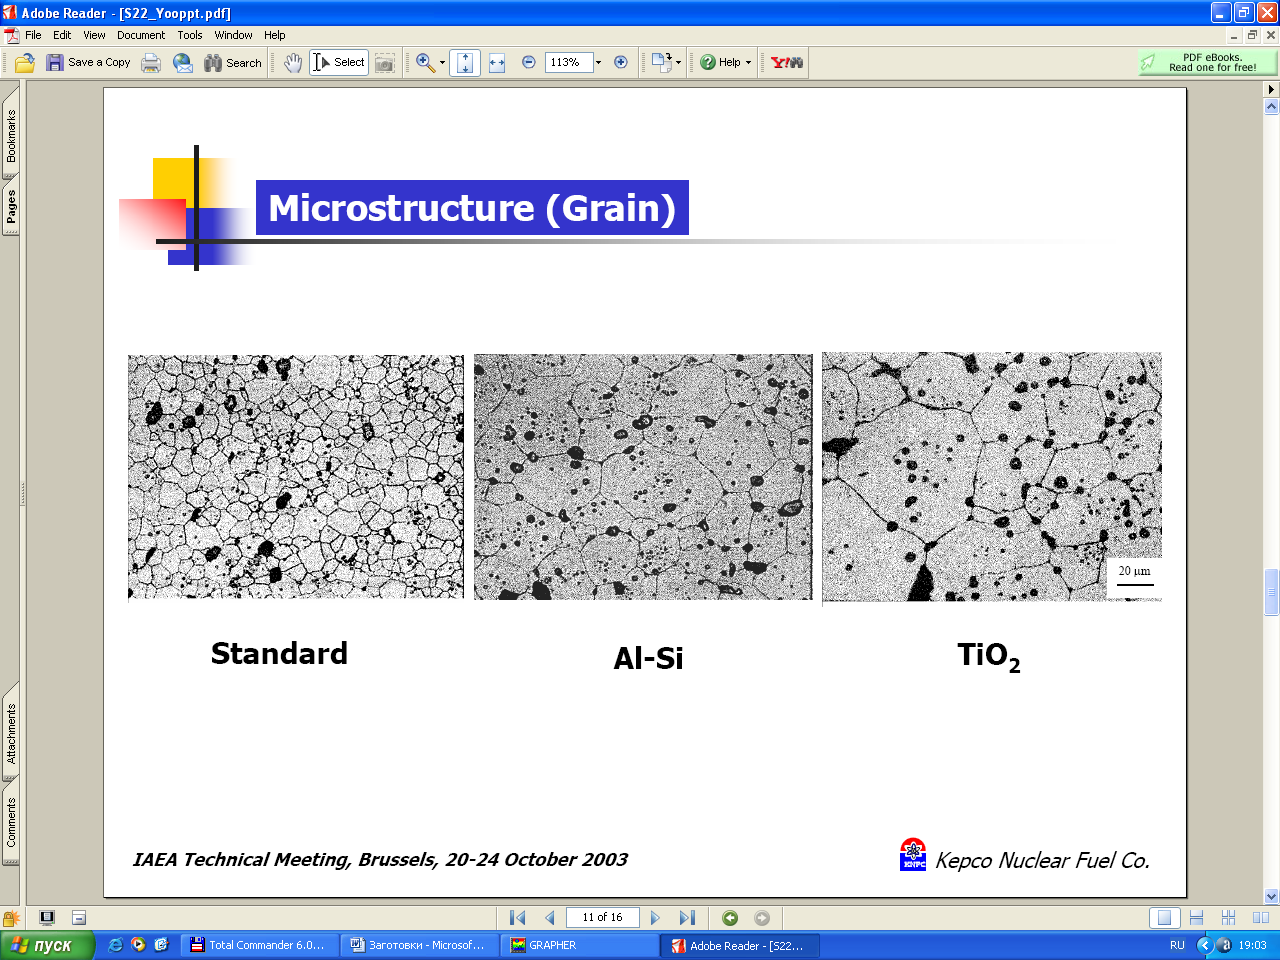 Adobe Reader - [S22_Yooppt.pdf]
File Edit View Document Tools Window Help
Save a Copy Search Select 113% Help Y!
PDF eBooks.
Read one for free!
Bookmarks
Pages
Attachments
Comments
Microstructure (Grain)
20 µm
Standard Al-Si TiO₂
IAEA Technical Meeting, Brussels, 20-24 October 2003
KNFC Kepco Nuclear Fuel Co.
11 of 16
пуск Total Commander 6.0... Заготовки - Microsof... GRAPHER Adobe Reader - [S22... RU 19:03